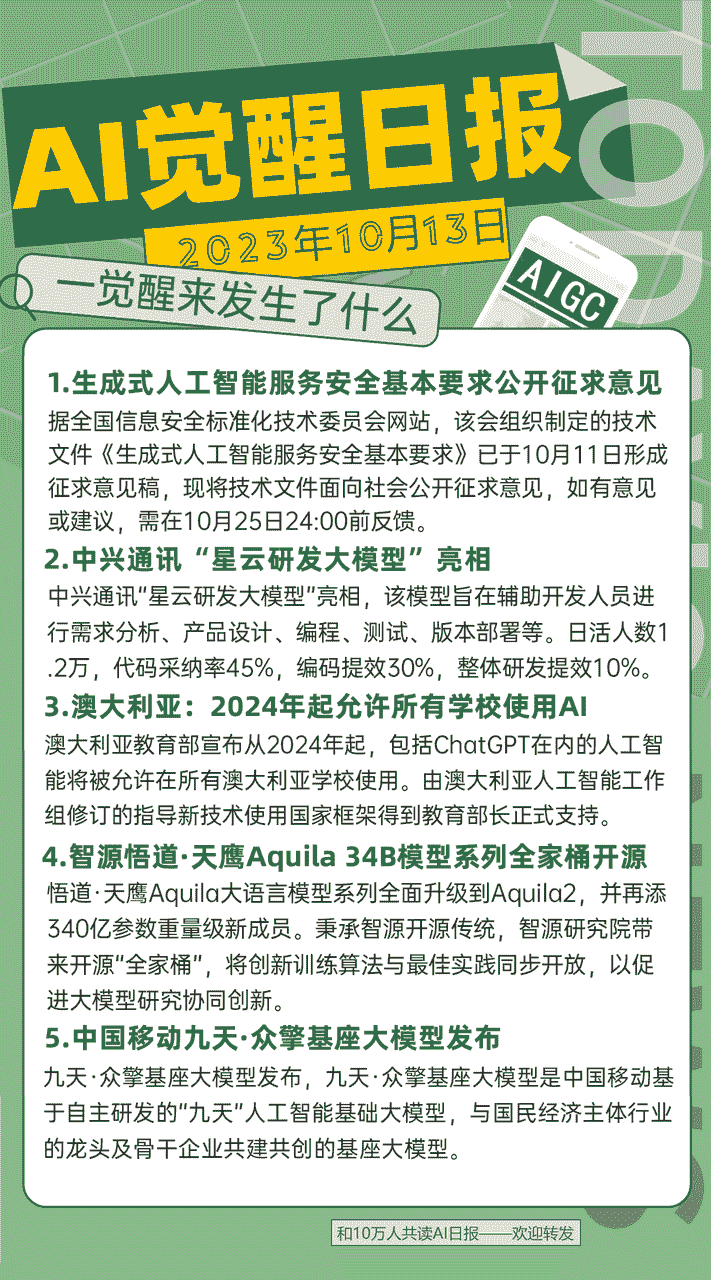 AI觉醒日报
2023年10月13日
一觉醒来发生了什么
AIGC
1.生成式人工智能服务安全基本要求公开征求意见
据全国信息安全标准化技术委员会网站，该会组织制定的技术
文件《生成式人工智能服务安全基本要求》已于10月11日形成
征求意见稿，现将技术文件面向社会公开征求意见，如有意见
或建议，需在10月25日24:00前反馈。
2.中兴通讯“星云研发大模型”亮相
中兴通讯"星云研发大模型"亮相，该模型旨在辅助开发人员进
行需求分析、产品设计、编程、测试、版本部署等。日活人数1
.2万，代码采纳率45%，编码提效30%，整体研发提效10%。
3.澳大利亚：2024年起允许所有学校使用AI
澳大利亚教育部宣布从2024年起，包括ChatGPT在内的人工智
能将被允许在所有澳大利亚学校使用。由澳大利亚人工智能工作
组修订的指导新技术使用国家框架得到教育部长正式支持。
4.智源悟道·天鹰Aquila 34B模型系列全家桶开源
悟道·天鹰Aquila大语言模型系列全面升级到Aquila2，并再添
340亿参数重量级新成员。秉承智源开源传统，智源研究院带
来开源"全家桶"，将创新训练算法与最佳实践同步开放，以促
进大模型研究协同创新。
5.中国移动九天·众擎基座大模型发布
九天·众擎基座大模型发布，九天·众擎基座大模型是中国移动基
于自主研发的"九天"人工智能基础大模型，与国民经济主体行业
的龙头及骨干企业共建共创的基座大模型。
和10万人共读AI日报——欢迎转发